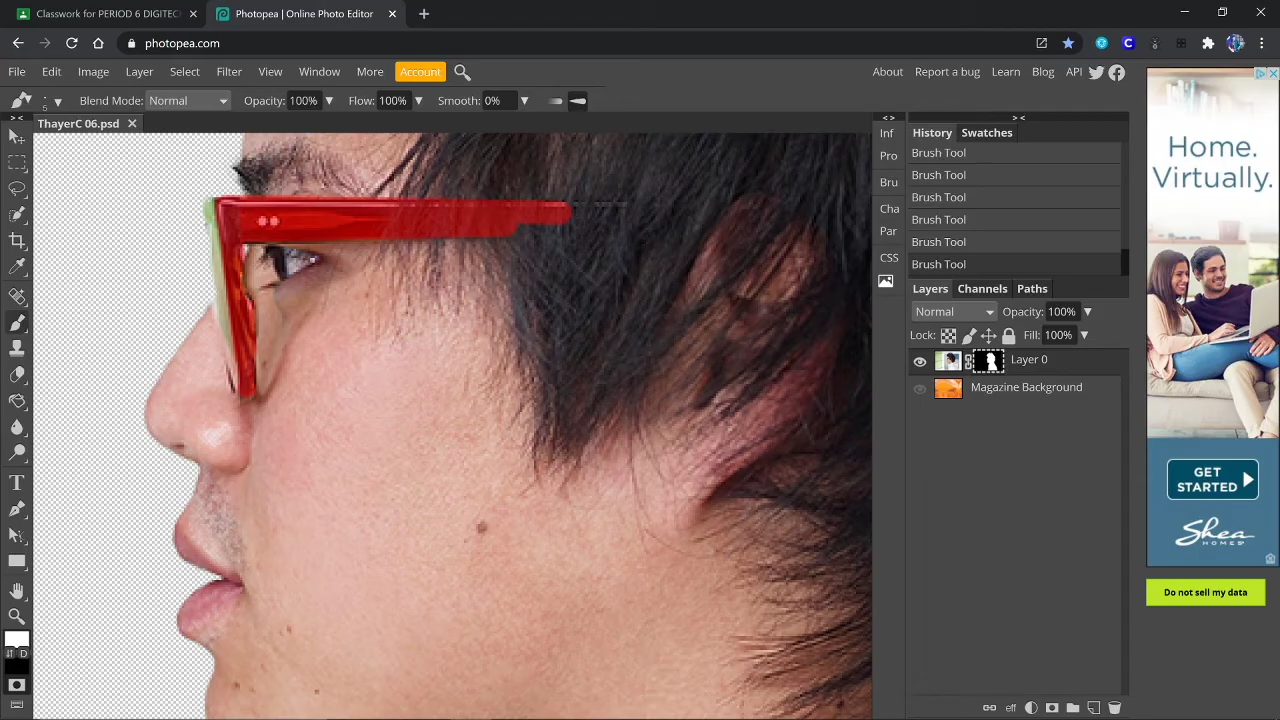 Classwork for PERIOD 6 DIGITECH
Photopea | Online Photo Editor
photopea.com
File Edit Image Layer Select Filter View Window More Account
About Report a bug Learn Blog API
5 Blend Mode: Normal Opacity: 100% Flow: 100% Smooth: 0%
> < < > > <
ThayerC 06.psd
Inf
Pro
Bru
Cha
Par
CSS
History Swatches
Brush Tool
Brush Tool
Brush Tool
Brush Tool
Brush Tool
Brush Tool
Layers Channels Paths
Normal Opacity: 100%
Lock: Fill: 100%
Layer 0
Magazine Background
eff
T
D
Home.
Virtually.
GET
STARTED
Shea
HOMES
Do not sell my data